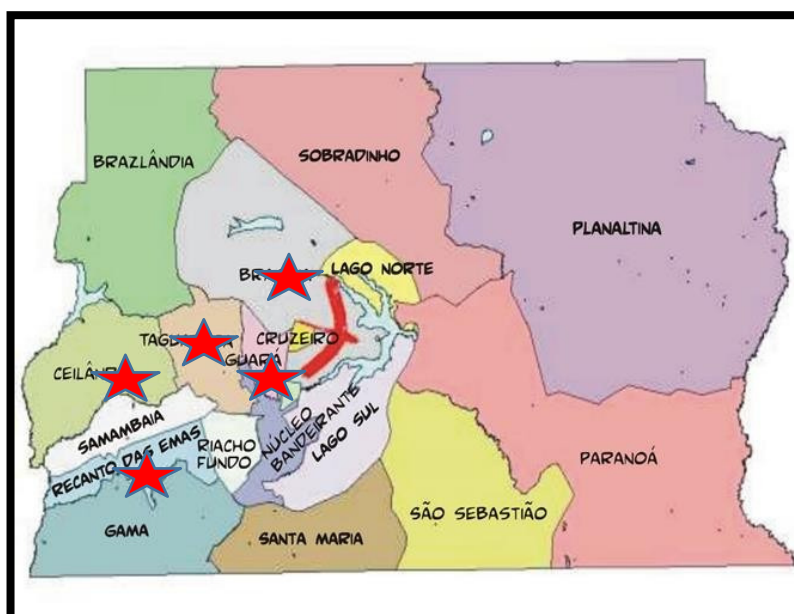 BRAZLÂNDIA
SOBRADINHO
PLANALTINA
LAGO NORTE
CRUZEIRO
GUARÁ
SAMAMBAIA
RECANTO DAS EMAS
RIACHO
FUNDO
NÚCLEO
BANDEIRANTE
LAGO SUL
PARANOÁ
SÃO SEBASTIÃO
GAMA
SANTA MARIA